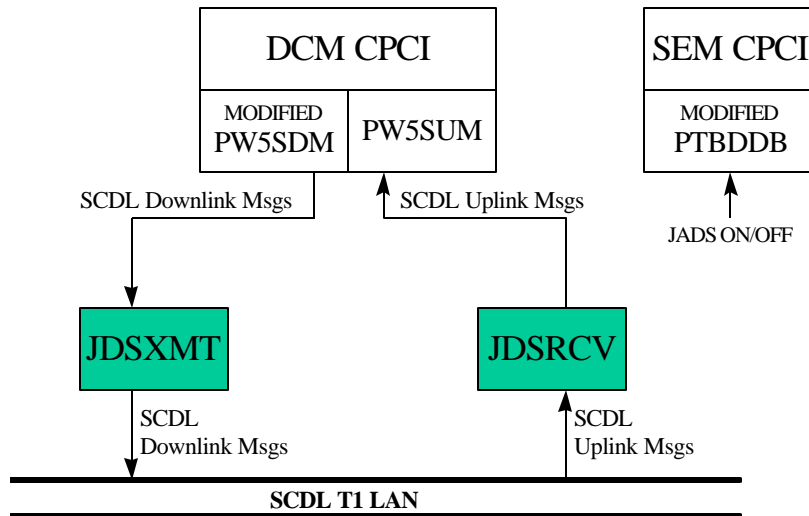 DCM CPCI
SEM CPCI
MODIFIED
PW5SDM
PW5SUM
MODIFIED
PTBDDB
SCDL Downlink Msgs
SCDL Uplink Msgs
JADS ON/OFF
JDSXMT
JDSRCV
SCDL
Downlink Msgs
SCDL
Uplink Msgs
SCDL T1 LAN